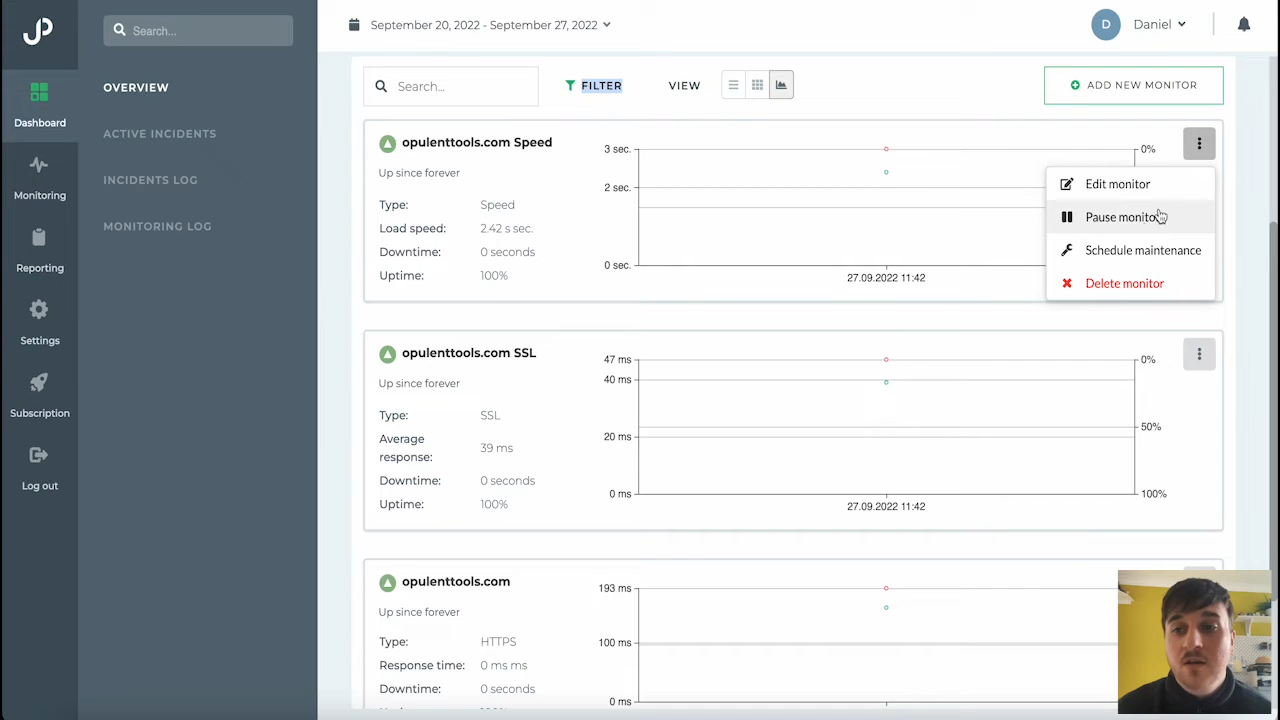 Search...
September 20, 2022 - September 27, 2022
D
Daniel
Dashboard
Monitoring
Reporting
Settings
Subscription
Log out
OVERVIEW
ACTIVE INCIDENTS
INCIDENTS LOG
MONITORING LOG
Search...
FILTER
VIEW
ADD NEW MONITOR
opulenttools.com Speed
Up since forever
Type: Speed
Load speed: 2.42 s sec.
Downtime: 0 seconds
Uptime: 100%
3 sec.
2 sec.
0 sec.
0%
27.09.2022 11:42
Edit monitor
Pause monitor
Schedule maintenance
Delete monitor
opulenttools.com SSL
Up since forever
Type: SSL
Average
response: 39 ms
Downtime: 0 seconds
Uptime: 100%
47 ms
40 ms
20 ms
0 ms
0%
50%
100%
27.09.2022 11:42
opulenttools.com
Up since forever
Type: HTTPS
Response time: 0 ms ms
Downtime: 0 seconds
193 ms
100 ms
0 ms